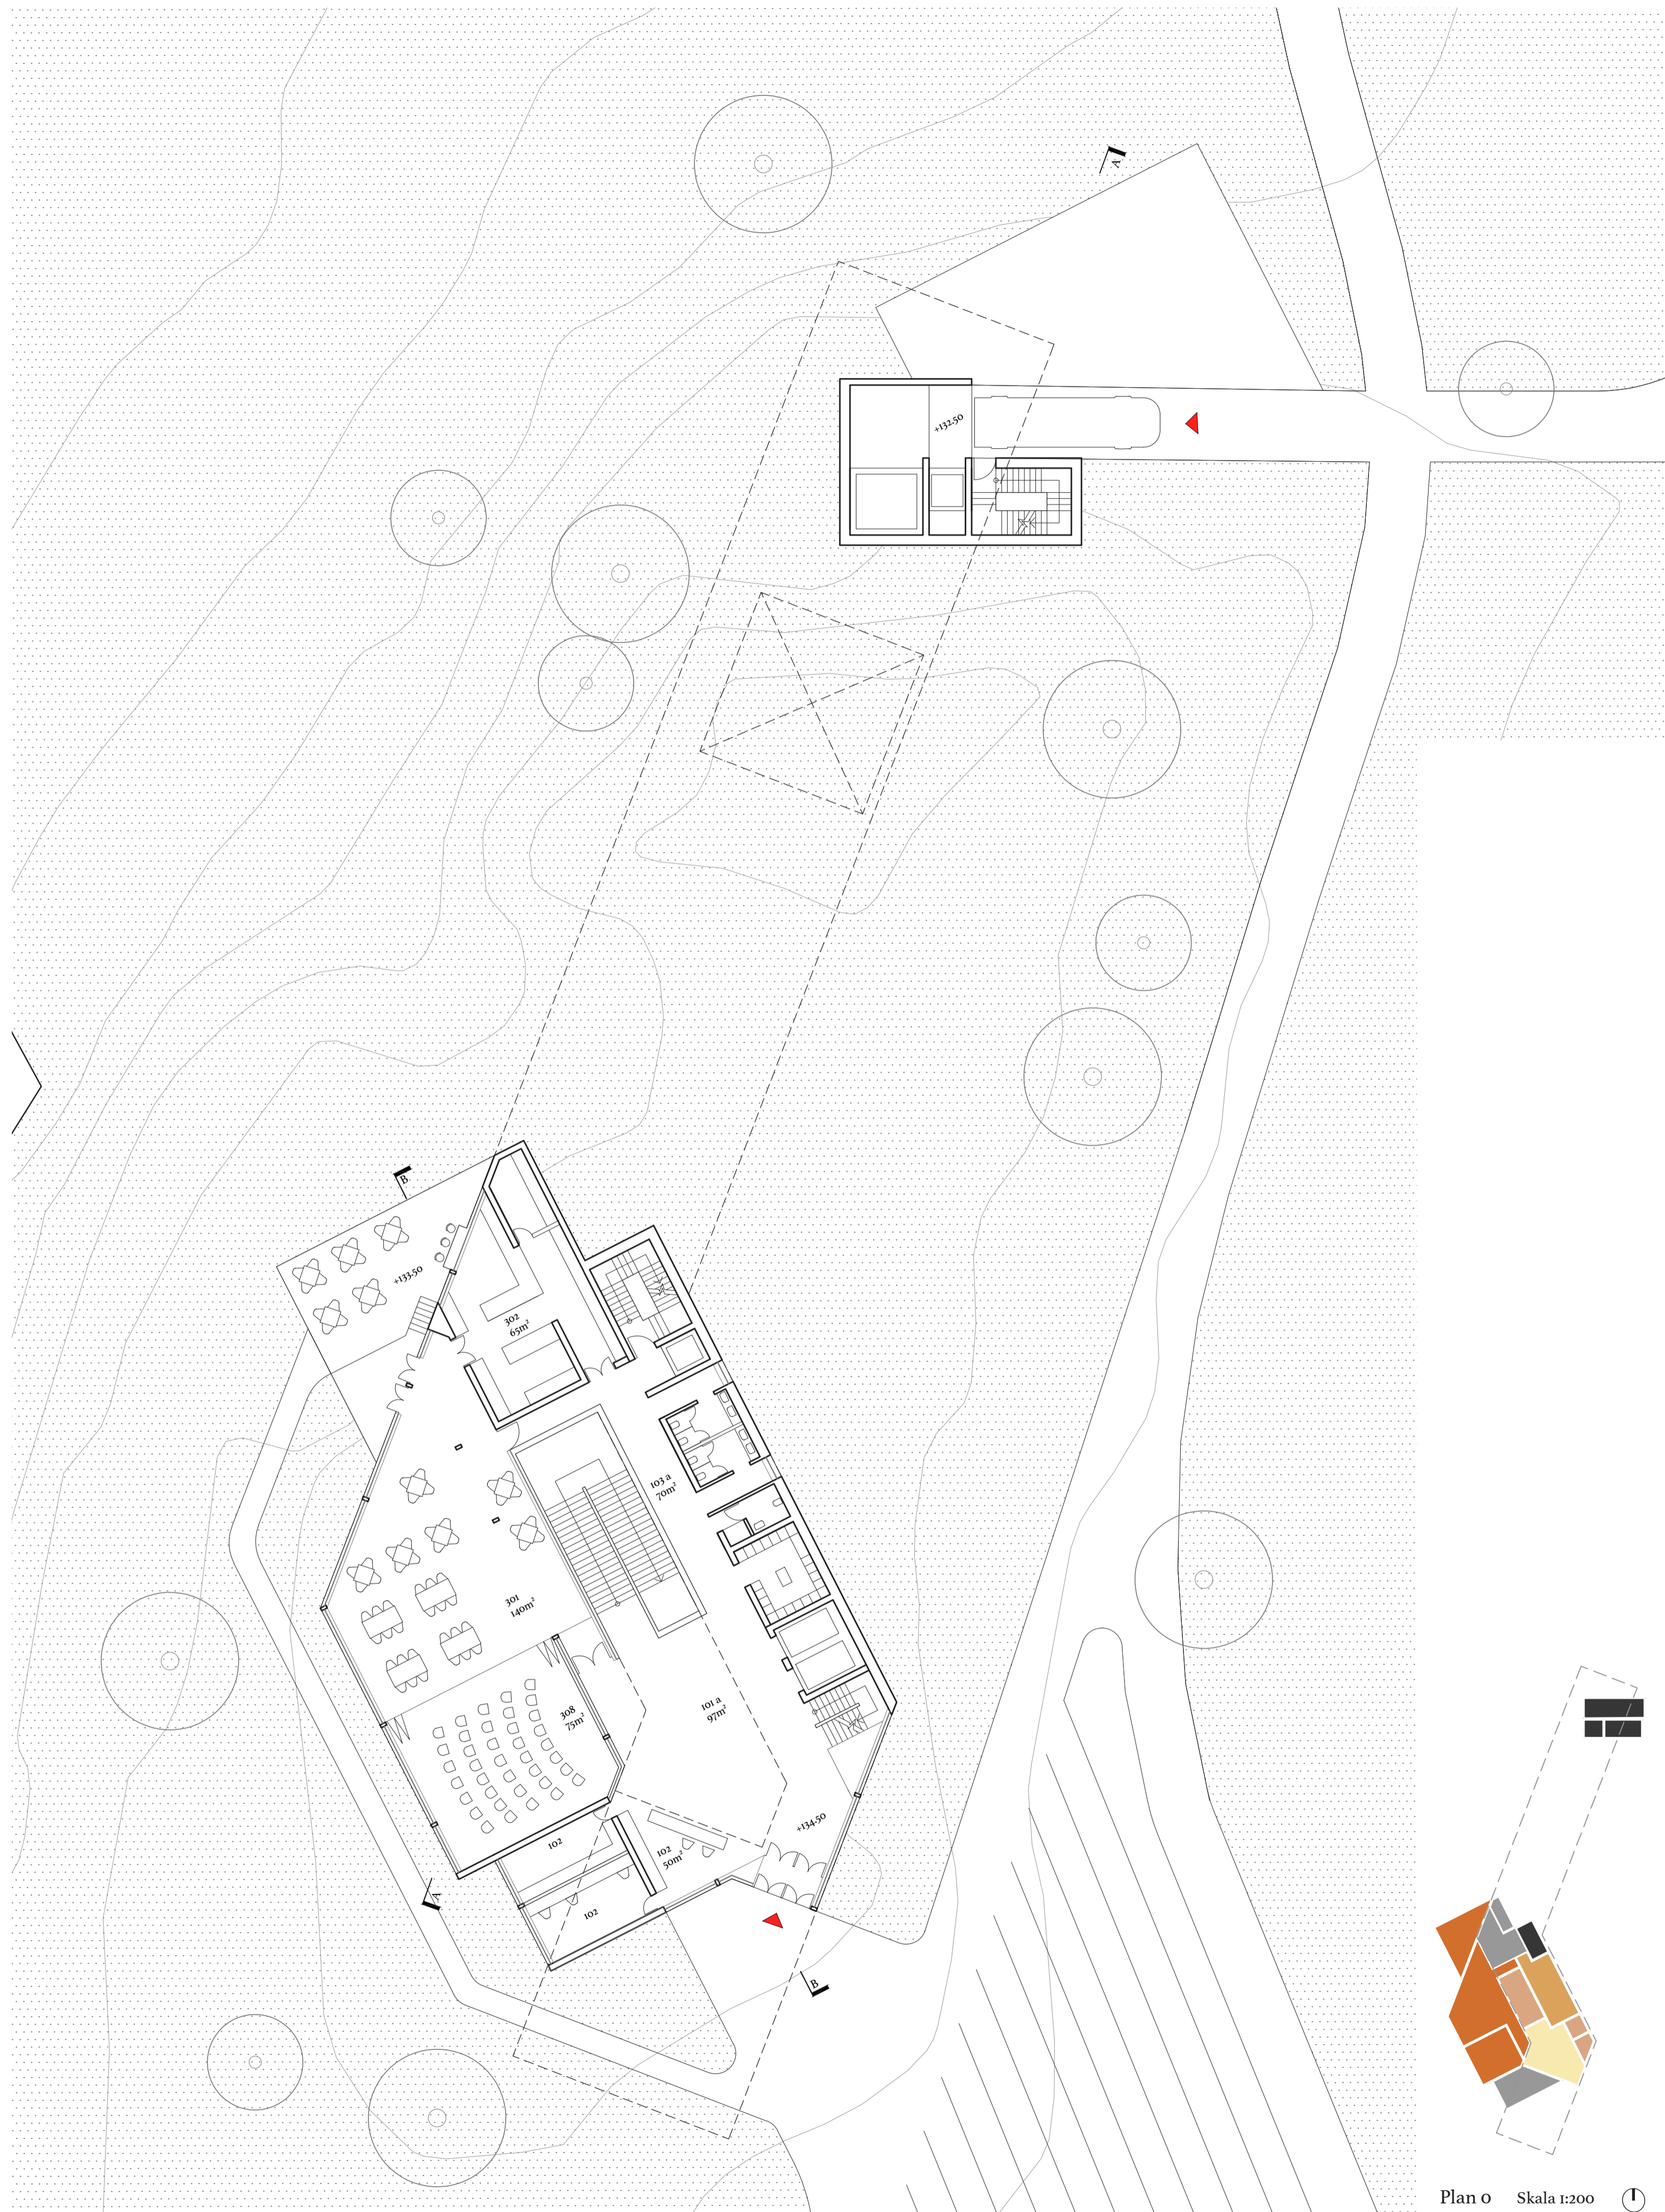 A
+132.50
B
+133.50
302
65m²
103 a
70m²
301
140m²
308
75m²
101 a
97m²
+134.50
102
102
50m²
102
A
B
Plan 0 Skala 1:200